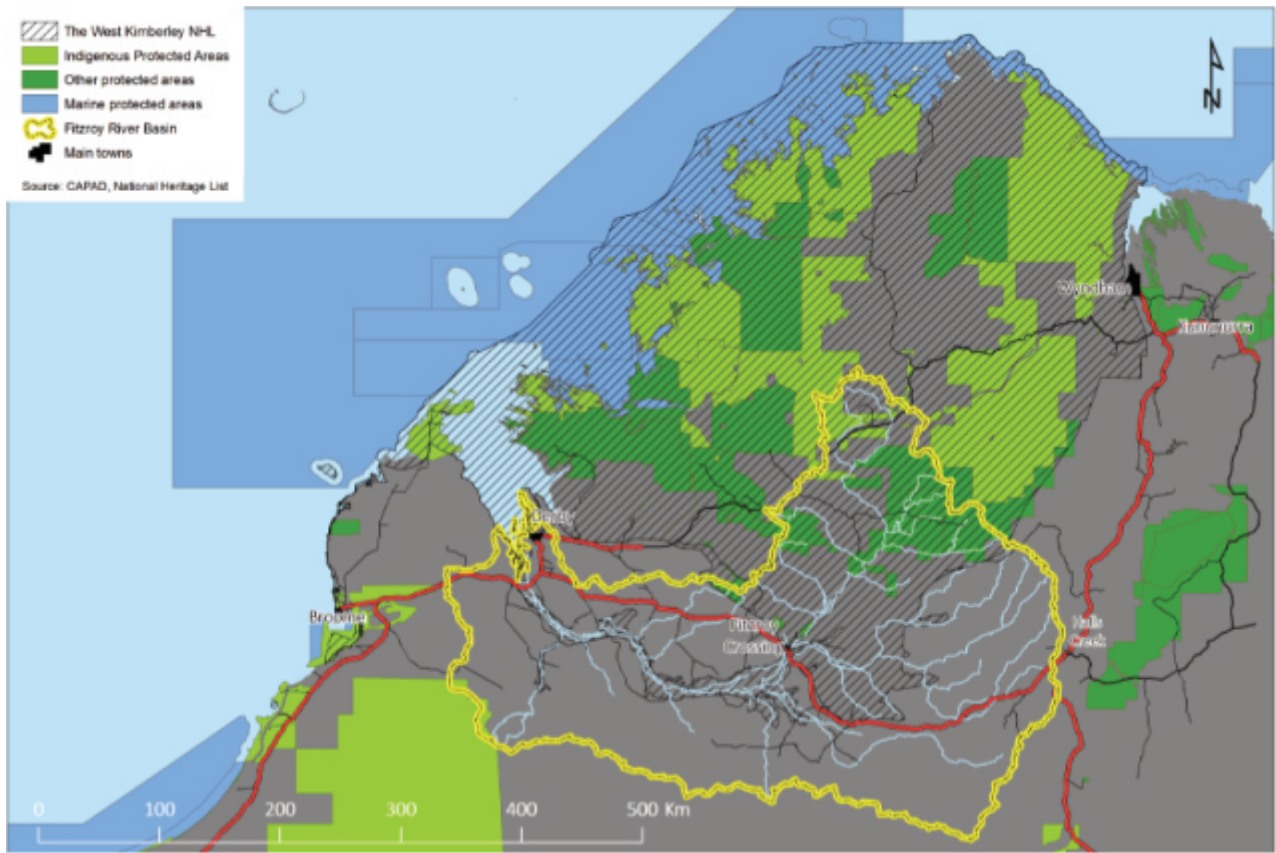 The West Kimberley NHL
Indigenous Protected Areas
Other protected areas
Marine protected areas
Fitzroy River Basin
Main towns
Source: CAPAD, National Heritage List
N
Wyndham
Kununurra
Derby
Broome
Fitzroy
Crossing
Halls
Creek
0 100 200 300 400 500 Km